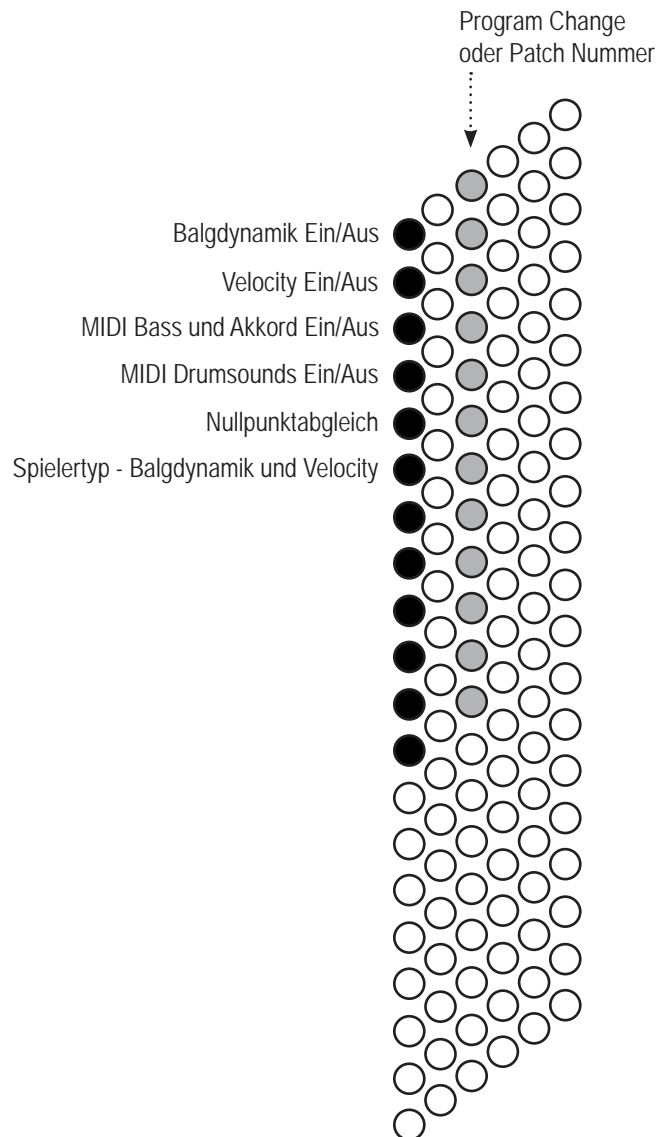 Program Change
oder Patch Nummer
Balgdynamik Ein/Aus
Velocity Ein/Aus
MIDI Bass und Akkord Ein/Aus
MIDI Drumsounds Ein/Aus
Nullpunktabgleich
Spielertyp - Balgdynamik und Velocity